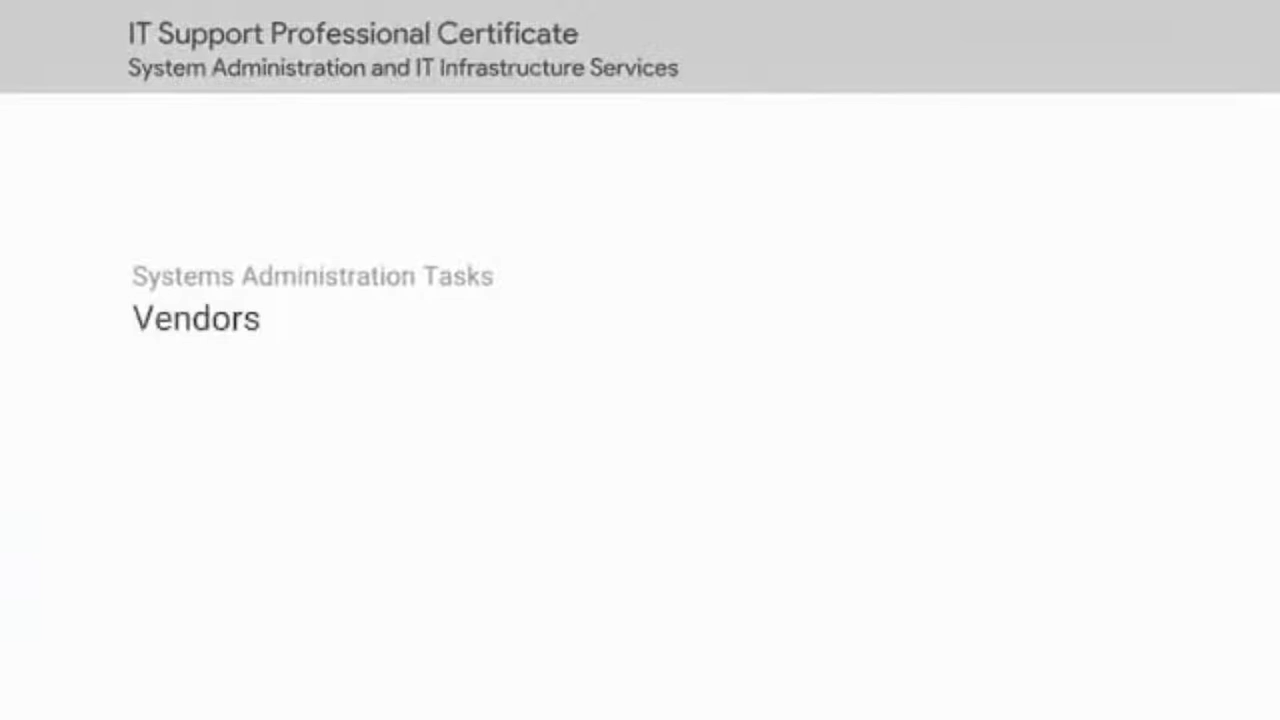 IT Support Professional Certificate
System Administration and IT Infrastructure Services
Systems Administration Tasks
Vendors